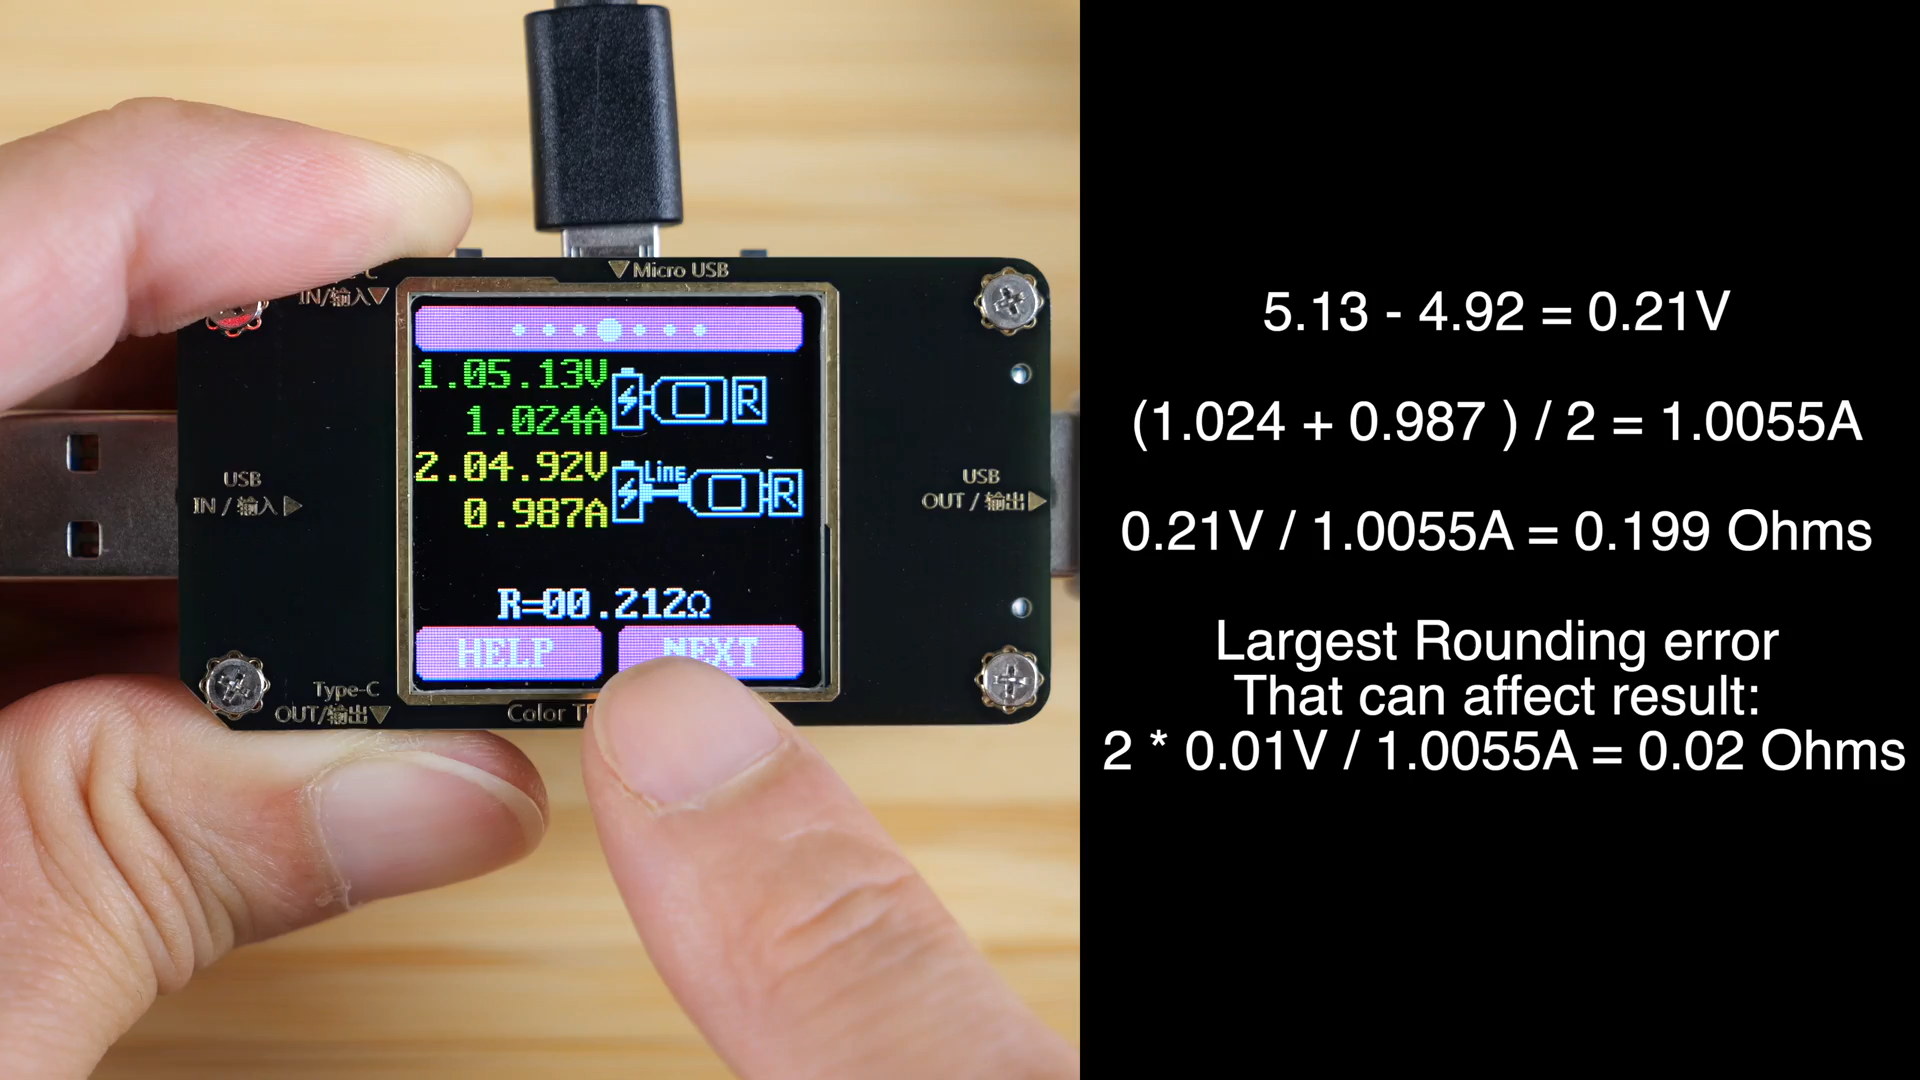 Micro USB
IN/输入
1.05.13V
1.024A
2.04.92V
Line
0.987A
R
R
R=00.212Ω
HELP
NEXT
USB
IN / 输入
USB
OUT / 输出
Type-C
OUT/输出
Color
5.13 - 4.92 = 0.21V
(1.024 + 0.987 ) / 2 = 1.0055A
0.21V / 1.0055A = 0.199 Ohms
Largest Rounding error
That can affect result:
2 * 0.01V / 1.0055A = 0.02 Ohms